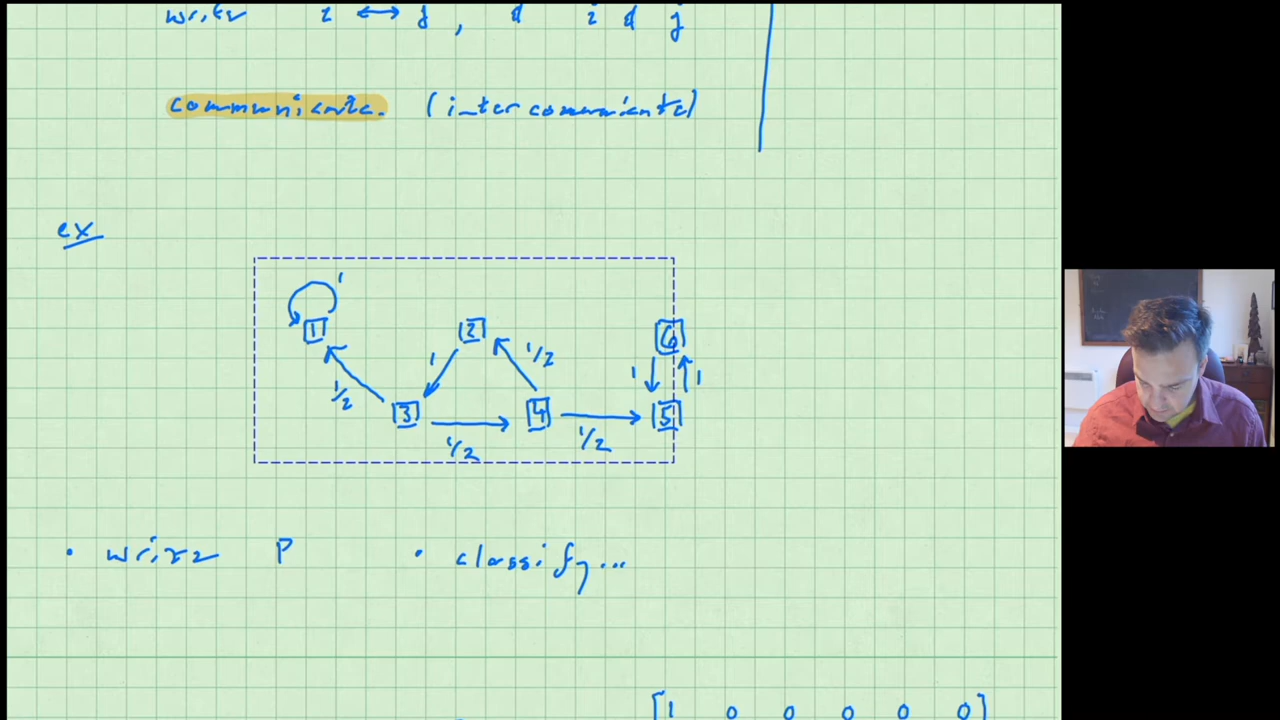 write i ↔ j , & i & j
communicate. (intercommunicate)
ex
1
1 2 6
1 1/2 1 1
1/2 3 4 5
1/2 1/2
• write P • classify...
[1 0 0 0 0 0]